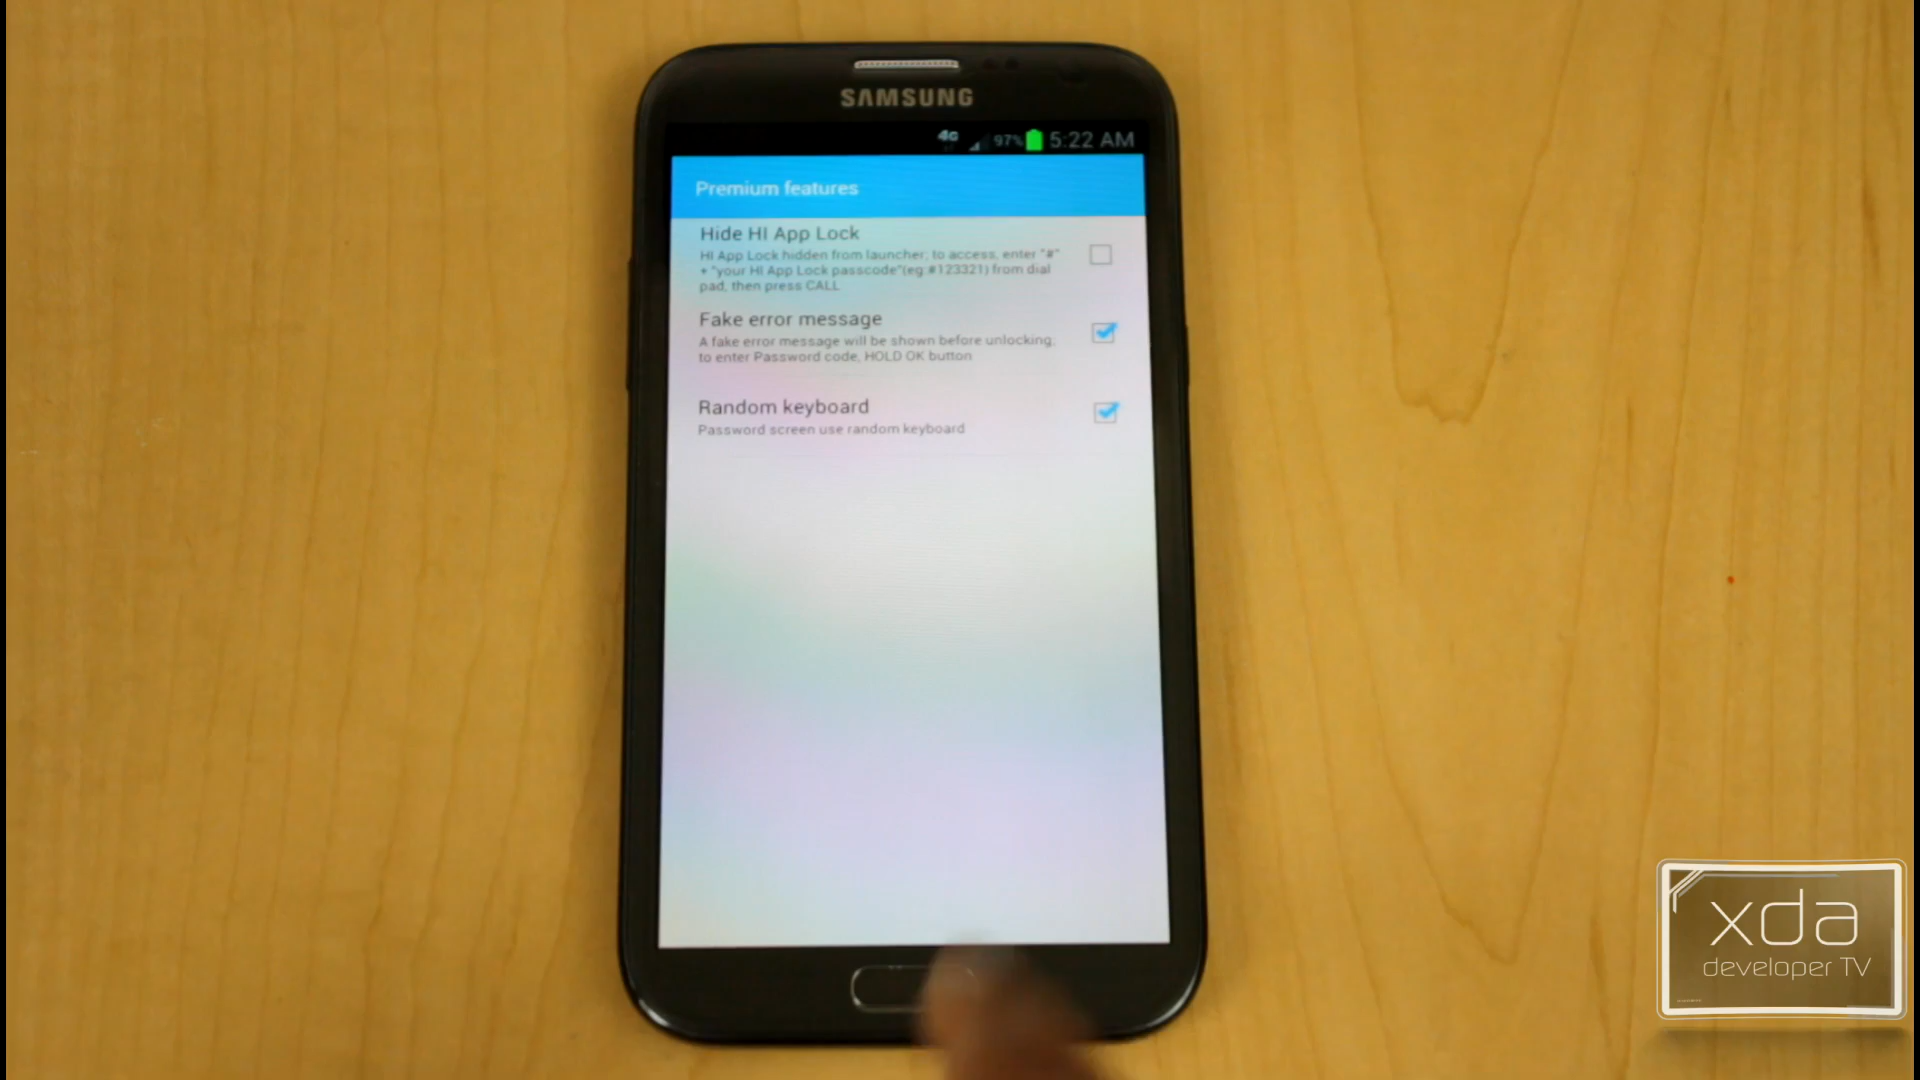 SAMSUNG
4G 97% 5:22 AM
Premium features
Hide HI App Lock
HI App Lock hidden from launcher; to access, enter "#"
+ "your HI App Lock passcode"(eg:#123321) from dial
pad, then press CALL
Fake error message
A fake error message will be shown before unlocking;
to enter Password code, HOLD OK button
Random keyboard
Password screen use random keyboard
xda
developer TV